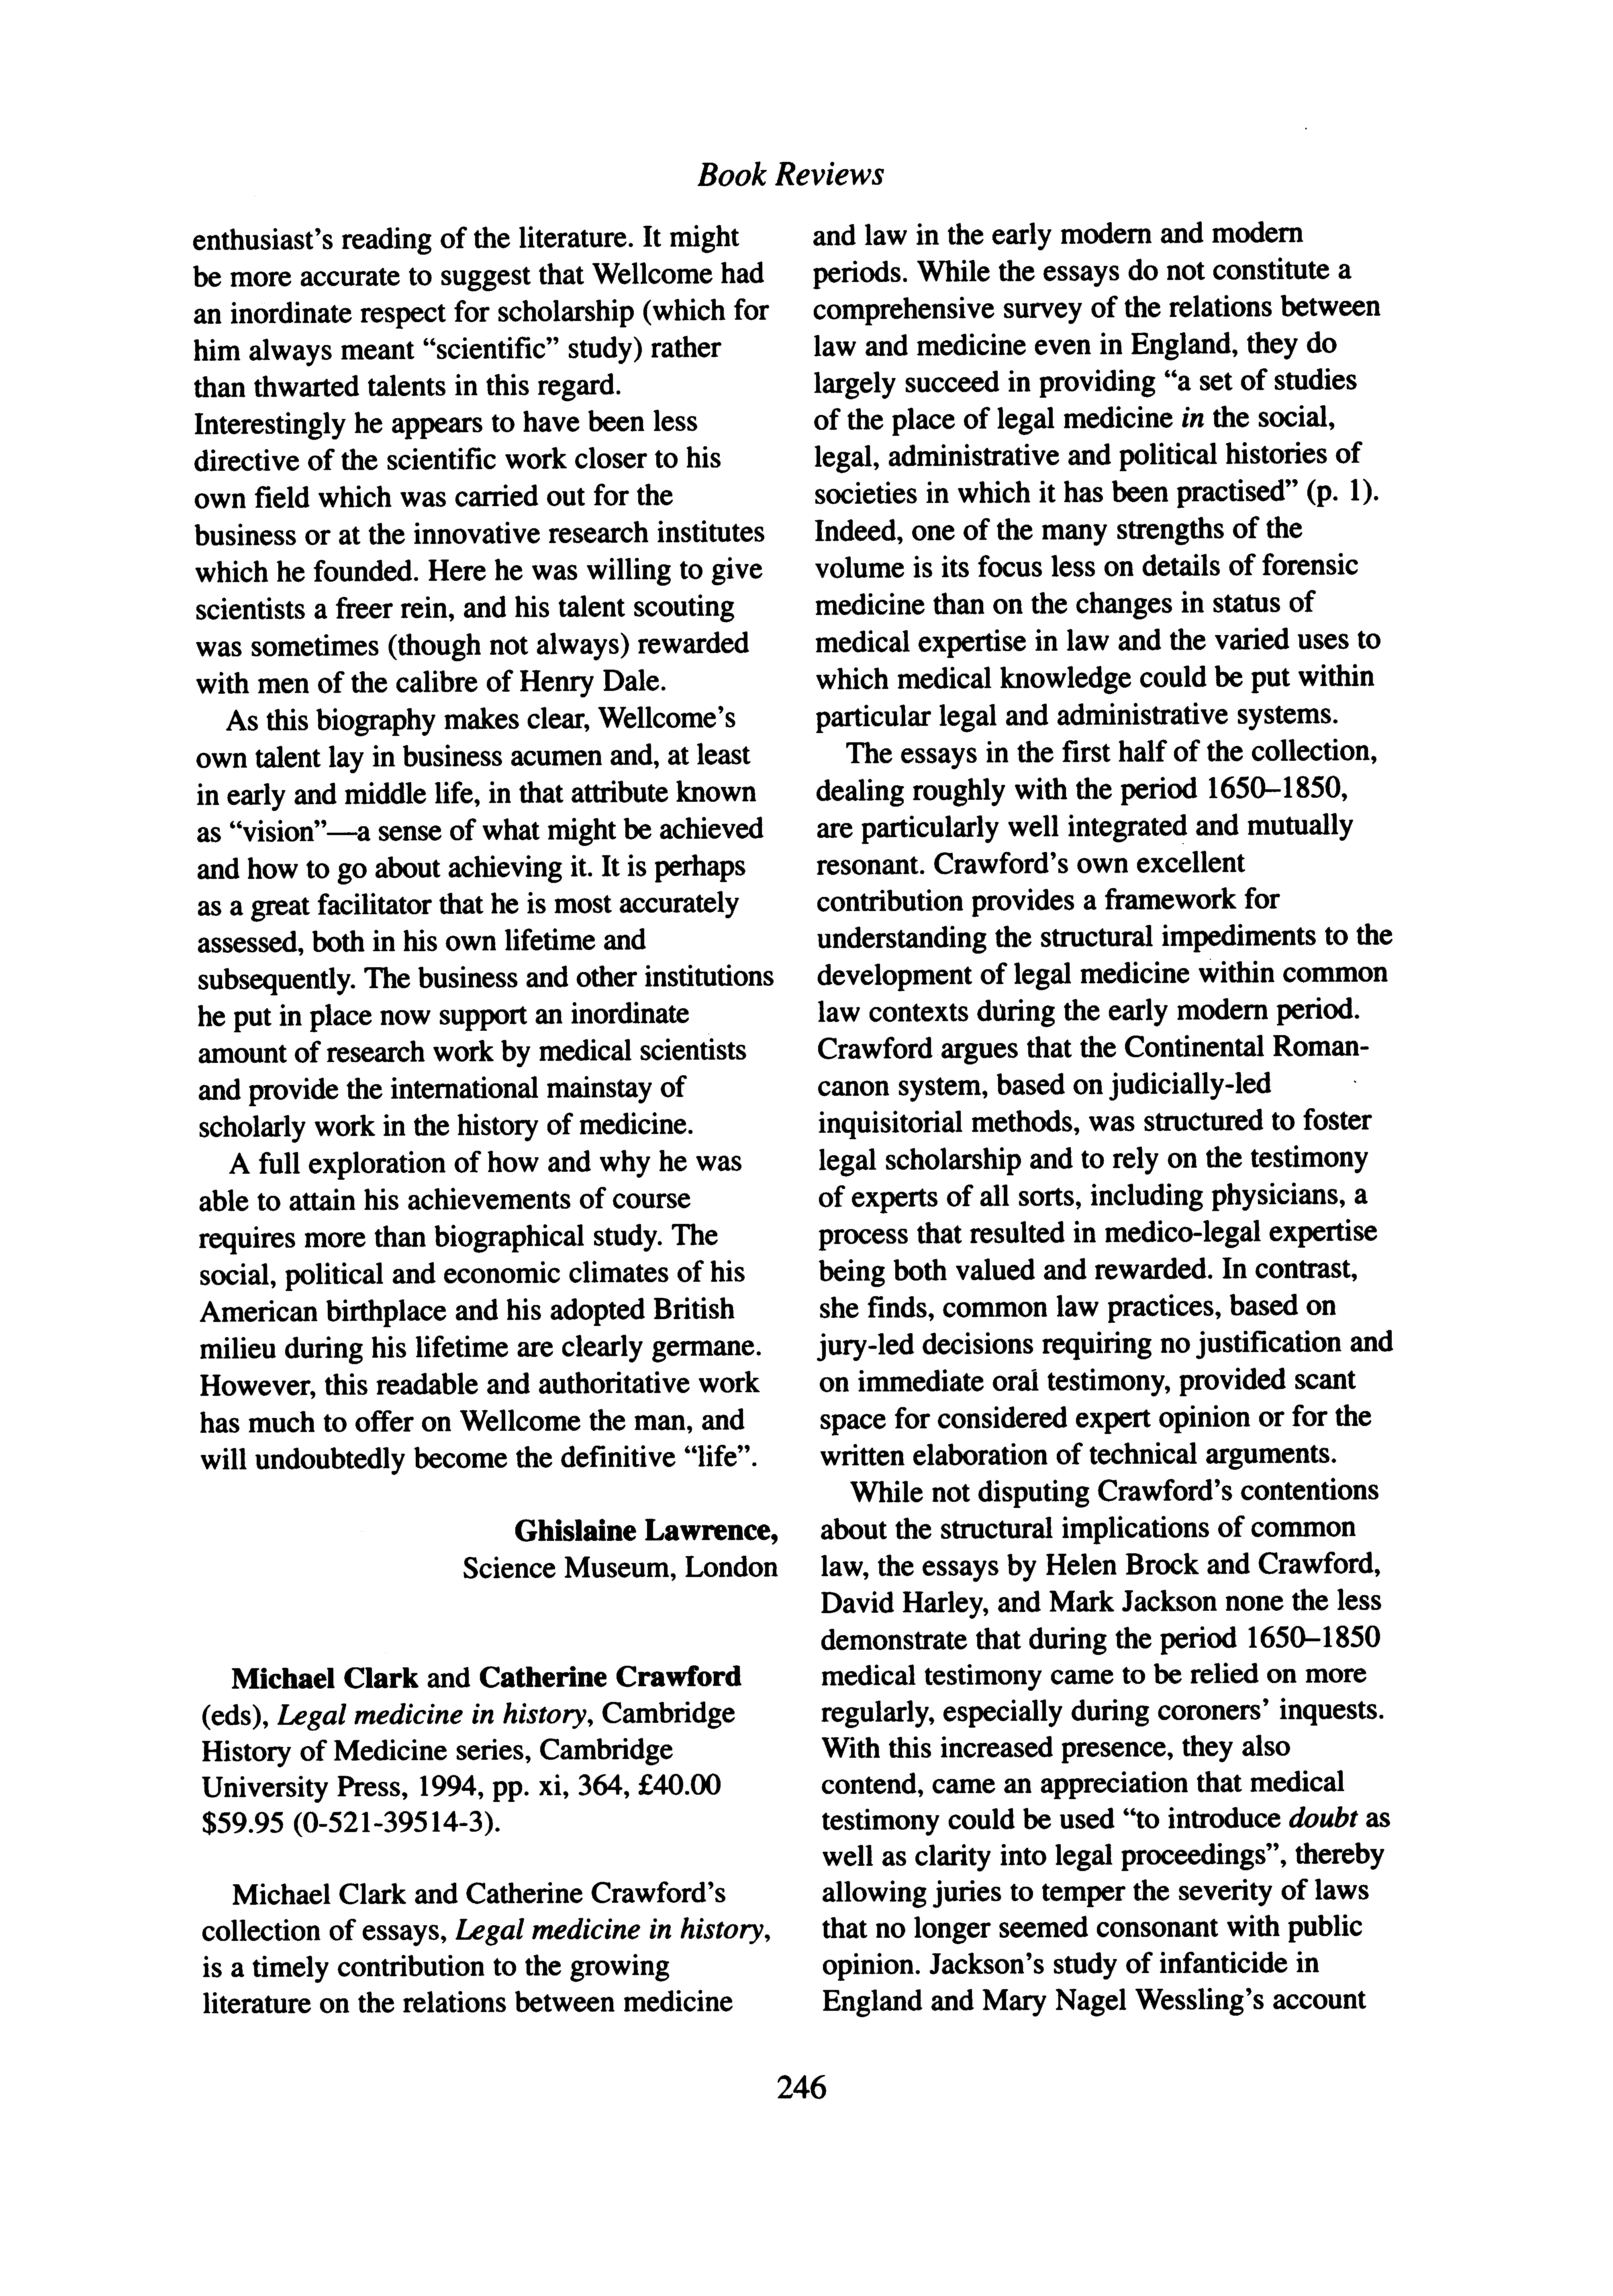 Book Reviews
enthusiast's reading of the literature. It might
be more accurate to suggest that Wellcome had
an inordinate respect for scholarship (which for
him always meant “scientific” study) rather
than thwarted talents in this regard.
Interestingly he appears to have been less
directive of the scientific work closer to his
own field which was carried out for the
business or at the innovative research institutes
which he founded. Here he was willing to give
scientists a freer rein, and his talent scouting
was sometimes (though not always) rewarded
with men of the calibre of Henry Dale.
As this biography makes clear, Wellcome's
own talent lay in business acumen and, at least
in early and middle life, in that attribute known
as “vision”—a sense of what might be achieved
and how to go about achieving it. It is perhaps
as a great facilitator that he is most accurately
assessed, both in his own lifetime and
subsequently. The business and other institutions
he put in place now support an inordinate
amount of research work by medical scientists
and provide the international mainstay of
scholarly work in the history of medicine.
A full exploration of how and why he was
able to attain his achievements of course
requires more than biographical study. The
social, political and economic climates of his
American birthplace and his adopted British
milieu during his lifetime are clearly germane.
However, this readable and authoritative work
has much to offer on Wellcome the man, and
will undoubtedly become the definitive “life”.
Ghislaine Lawrence,
Science Museum, London
Michael Clark and Catherine Crawford
(eds), Legal medicine in history, Cambridge
History of Medicine series, Cambridge
University Press, 1994, pp. xi, 364, £40.00
$59.95 (0-521-39514-3).
Michael Clark and Catherine Crawford's
collection of essays, Legal medicine in history,
is a timely contribution to the growing
literature on the relations between medicine
and law in the early modern and modern
periods. While the essays do not constitute a
comprehensive survey of the relations between
law and medicine even in England, they do
largely succeed in providing “a set of studies
of the place of legal medicine in the social,
legal, administrative and political histories of
societies in which it has been practised” (p. 1).
Indeed, one of the many strengths of the
volume is its focus less on details of forensic
medicine than on the changes in status of
medical expertise in law and the varied uses to
which medical knowledge could be put within
particular legal and administrative systems.
The essays in the first half of the collection,
dealing roughly with the period 1650–1850,
are particularly well integrated and mutually
resonant. Crawford's own excellent
contribution provides a framework for
understanding the structural impediments to the
development of legal medicine within common
law contexts during the early modern period.
Crawford argues that the Continental Roman-
canon system, based on judicially-led
inquisitorial methods, was structured to foster
legal scholarship and to rely on the testimony
of experts of all sorts, including physicians, a
process that resulted in medico-legal expertise
being both valued and rewarded. In contrast,
she finds, common law practices, based on
jury-led decisions requiring no justification and
on immediate oral testimony, provided scant
space for considered expert opinion or for the
written elaboration of technical arguments.
While not disputing Crawford's contentions
about the structural implications of common
law, the essays by Helen Brock and Crawford,
David Harley, and Mark Jackson none the less
demonstrate that during the period 1650–1850
medical testimony came to be relied on more
regularly, especially during coroners' inquests.
With this increased presence, they also
contend, came an appreciation that medical
testimony could be used “to introduce doubt as
well as clarity into legal proceedings”, thereby
allowing juries to temper the severity of laws
that no longer seemed consonant with public
opinion. Jackson's study of infanticide in
England and Mary Nagel Wessling's account
246